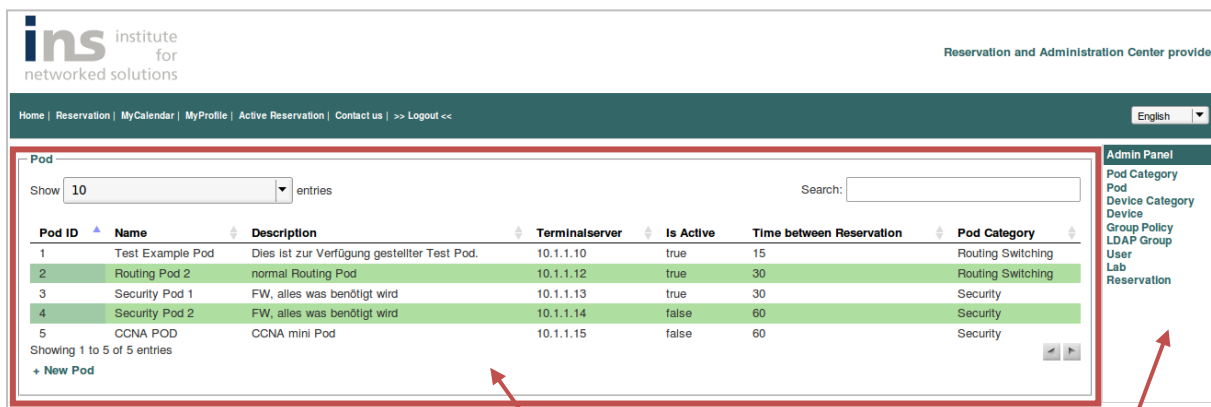 ins institute
for
networked solutions
Reservation and Administration Center provide
Home | Reservation | MyCalendar | MyProfile | Active Reservation | Contact us | >> Logout <<
English
Pod
Show 10 entries
Search:
Pod ID Name Description Terminalserver Is Active Time between Reservation Pod Category
1 Test Example Pod Dies ist zur Verfügung gestellter Test Pod. 10.1.1.10 true 15 Routing Switching
2 Routing Pod 2 normal Routing Pod 10.1.1.12 true 30 Routing Switching
3 Security Pod 1 FW, alles was benötigt wird 10.1.1.13 true 30 Security
4 Security Pod 2 FW, alles was benötigt wird 10.1.1.14 false 60 Security
5 CCNA POD CCNA mini Pod 10.1.1.15 false 60 Security
Showing 1 to 5 of 5 entries
+ New Pod
Admin Panel
Pod Category
Pod
Device Category
Device
Group Policy
LDAP Group
User
Lab
Reservation